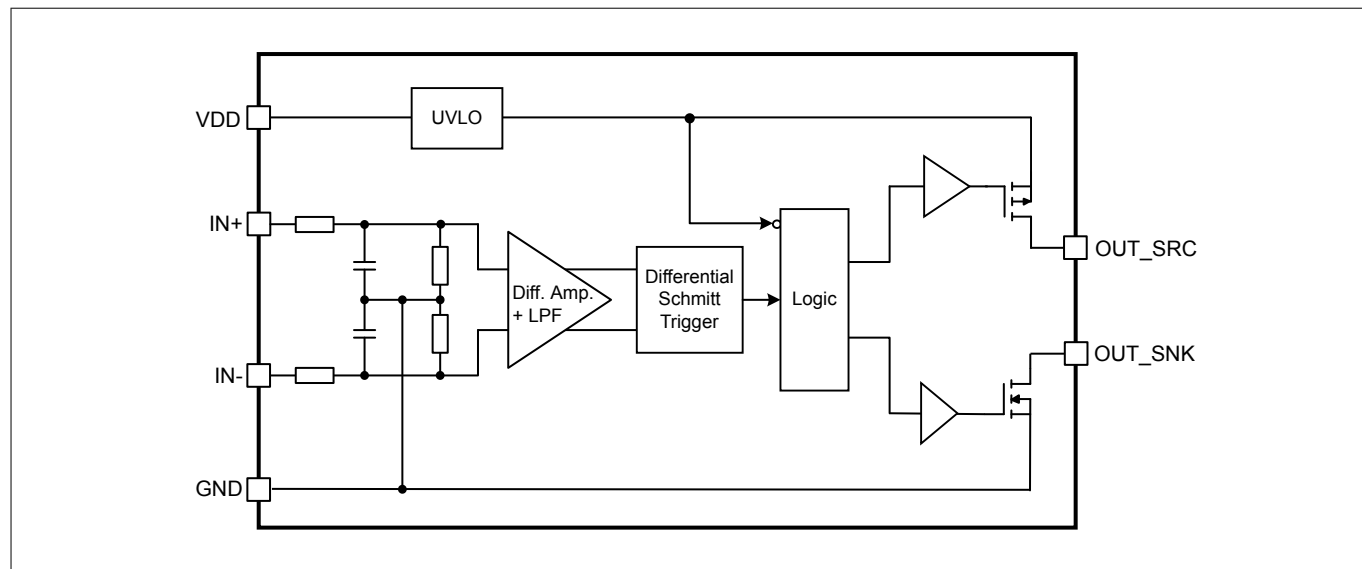 VDD
UVLO
IN+
OUT_SRC
Differential
Schmitt
Trigger
Diff. Amp.
+ LPF
Logic
OUT_SNK
IN-
GND